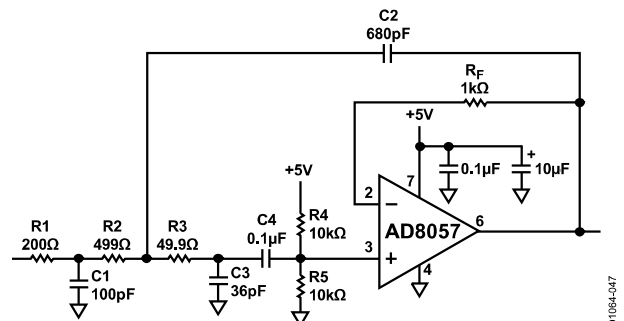 C2
680pF
RF
1kΩ
+5V
0.1µF
+
10µF
+5V
7
2
−
AD8057
6
3
+
4
R1
200Ω
R2
499Ω
R3
49.9Ω
C4
0.1µF
R4
10kΩ
R5
10kΩ
C1
100pF
C3
36pF
01064-047